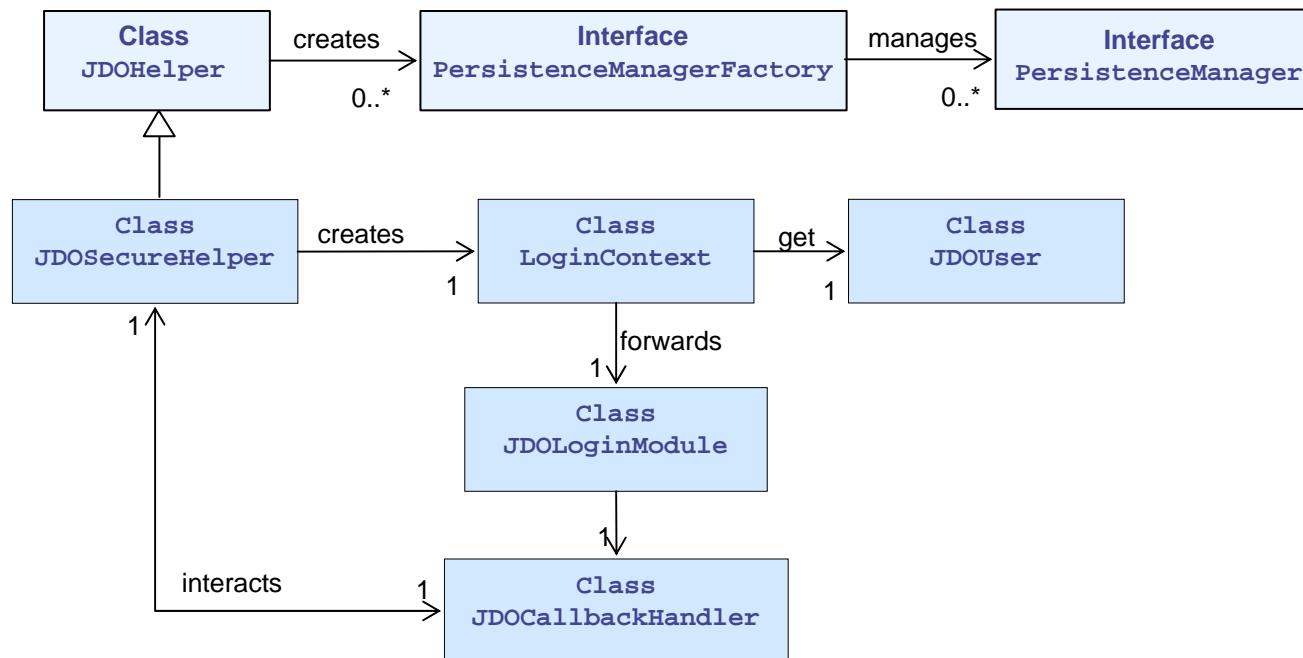 Class
JDOHelper
creates
0..*
Interface
PersistenceManagerFactory
manages
0..*
Interface
PersistenceManager
Class
JDOSecureHelper
creates
1
Class
LoginContext
get
1
Class
JDOUser
1
forwards
1
Class
JDOLoginModule
1
interacts
1
Class
JDOCallbackHandler